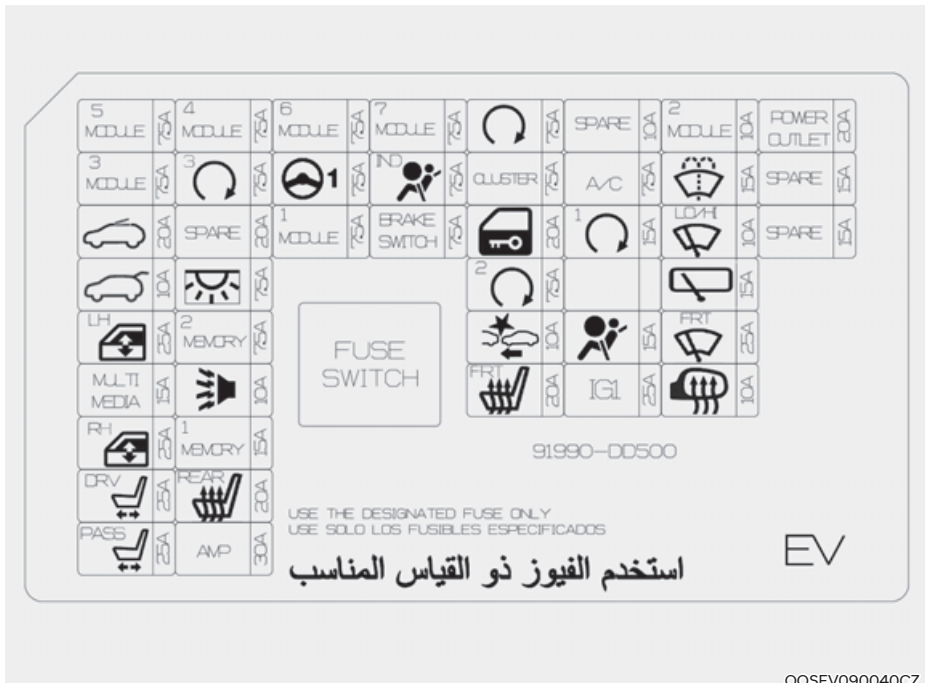 5 MODULE 7.5A 4 MODULE 7.5A 6 MODULE 7.5A 7 MODULE 7.5A 7.5A SPARE 10A 2 MODULE 10A POWER OUTLET 20A
3 MODULE 7.5A 3 7.5A 1 7.5A IND 7.5A CLUSTER 7.5A A/C 7.5A 15A SPARE 15A
20A SPARE 20A 1 MODULE 7.5A BRAKE SWITCH 7.5A 20A 1 15A LO/HI 10A SPARE 15A
10A 7.5A 2 7.5A 15A
LH 25A 2 MEMORY 7.5A FUSE SWITCH 10A 15A FRT 25A
MULTI MEDIA 15A 10A FRT 20A IG1 25A 10A
RH 25A 1 MEMORY 15A
91990-DD500
DRV 25A REAR 20A
USE THE DESIGNATED FUSE ONLY
USE SOLO LOS FUSIBLES ESPECIFICADOS
PASS 25A AMP 30A
استخدم الفيوز ذو القياس المناسب
EV
OOSEV090040CZ